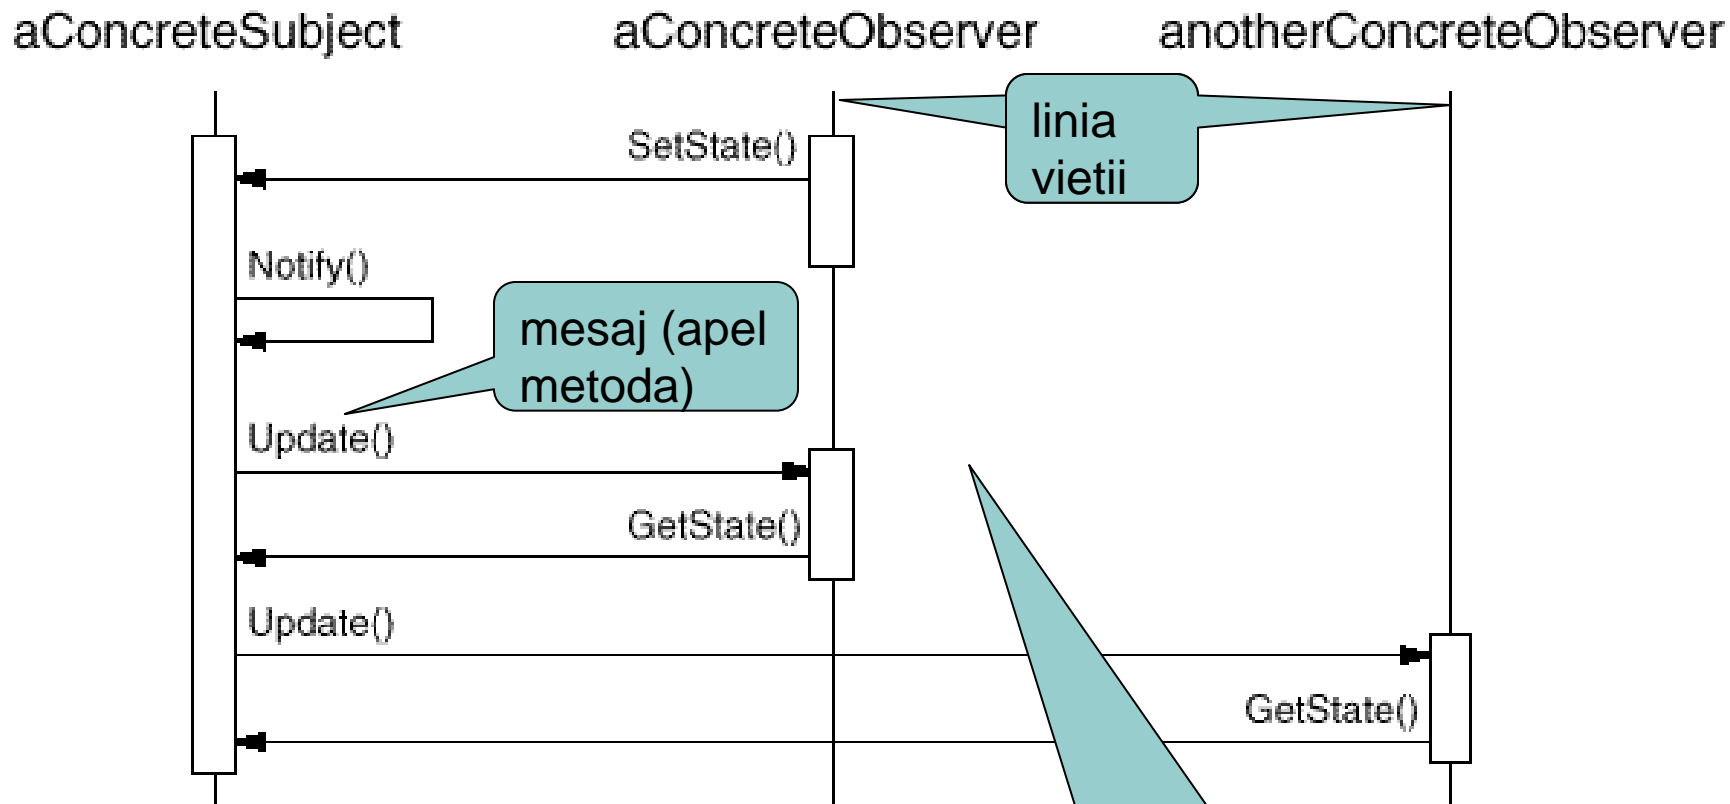 aConcreteSubject aConcreteObserver anotherConcreteObserver
linia
vietii
SetState()
Notify()
mesaj (apel
metoda)
Update()
GetState()
Update()
GetState()